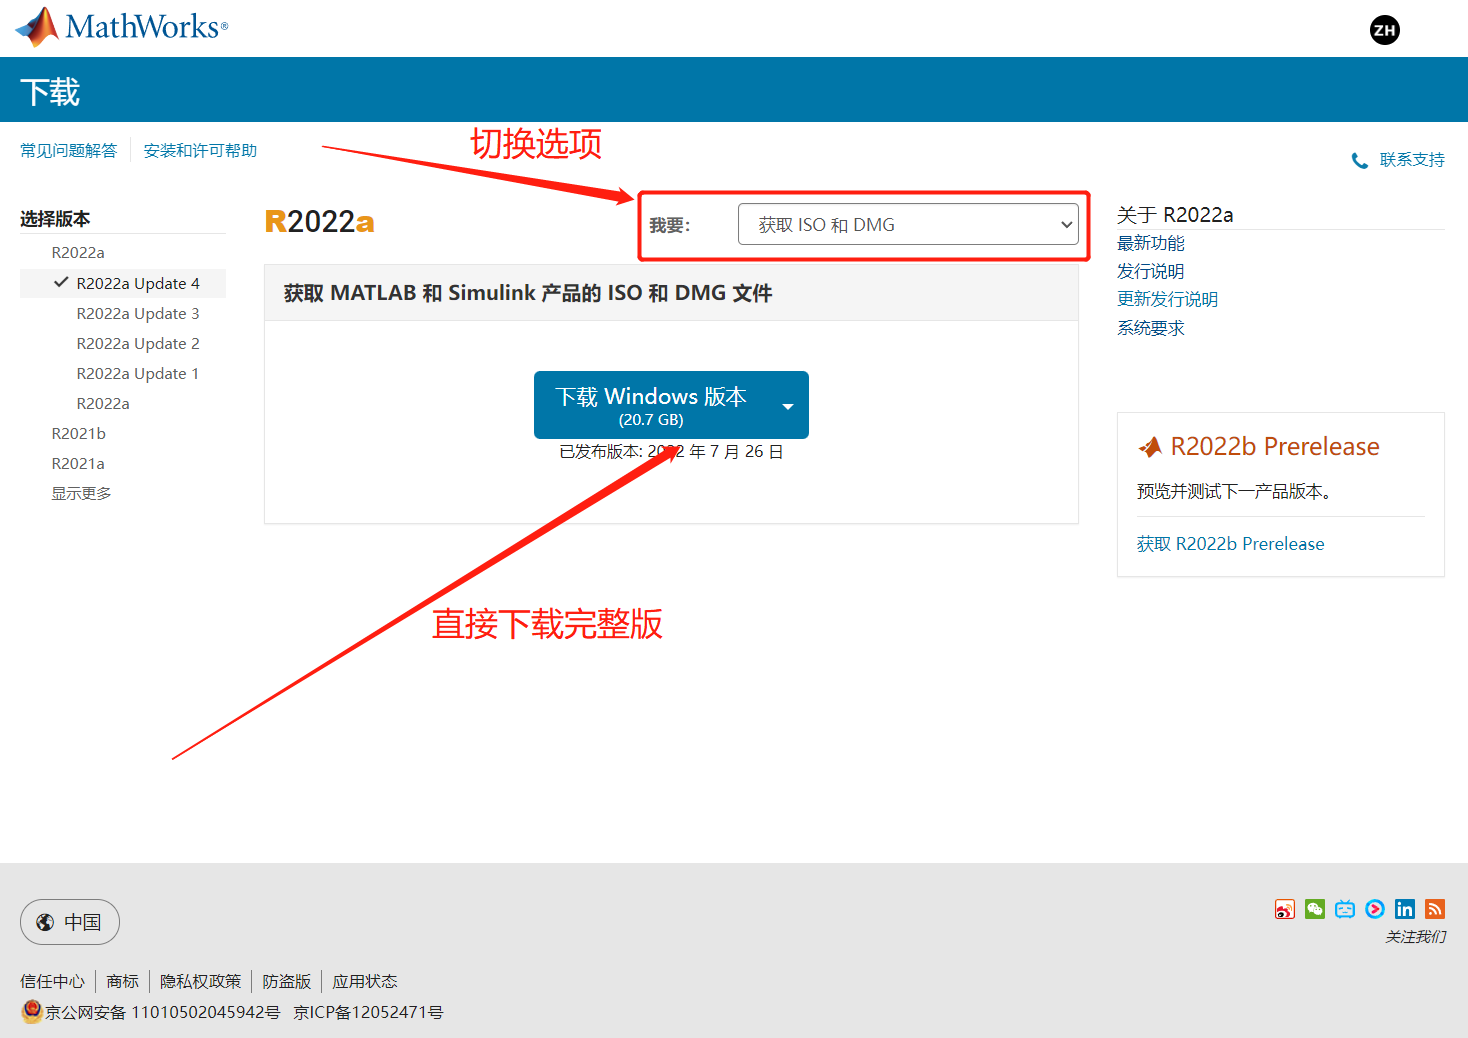 MathWorks®
ZH
下载
常见问题解答 安装和许可帮助
切换选项
联系支持
选择版本
R2022a
R2022a Update 4
R2022a Update 3
R2022a Update 2
R2022a Update 1
R2022a
R2021b
R2021a
显示更多
R2022a
我要：
获取 ISO 和 DMG
获取 MATLAB 和 Simulink 产品的 ISO 和 DMG 文件
下载 Windows 版本
(20.7 GB)
已发布版本: 2022 年 7 月 26 日
直接下载完整版
关于 R2022a
最新功能
发行说明
更新发行说明
系统要求
R2022b Prerelease
预览并测试下一产品版本。
获取 R2022b Prerelease
中国
关注我们
信任中心 商标 隐私权政策 防盗版 应用状态
京公网安备 11010502045942号 京ICP备12052471号